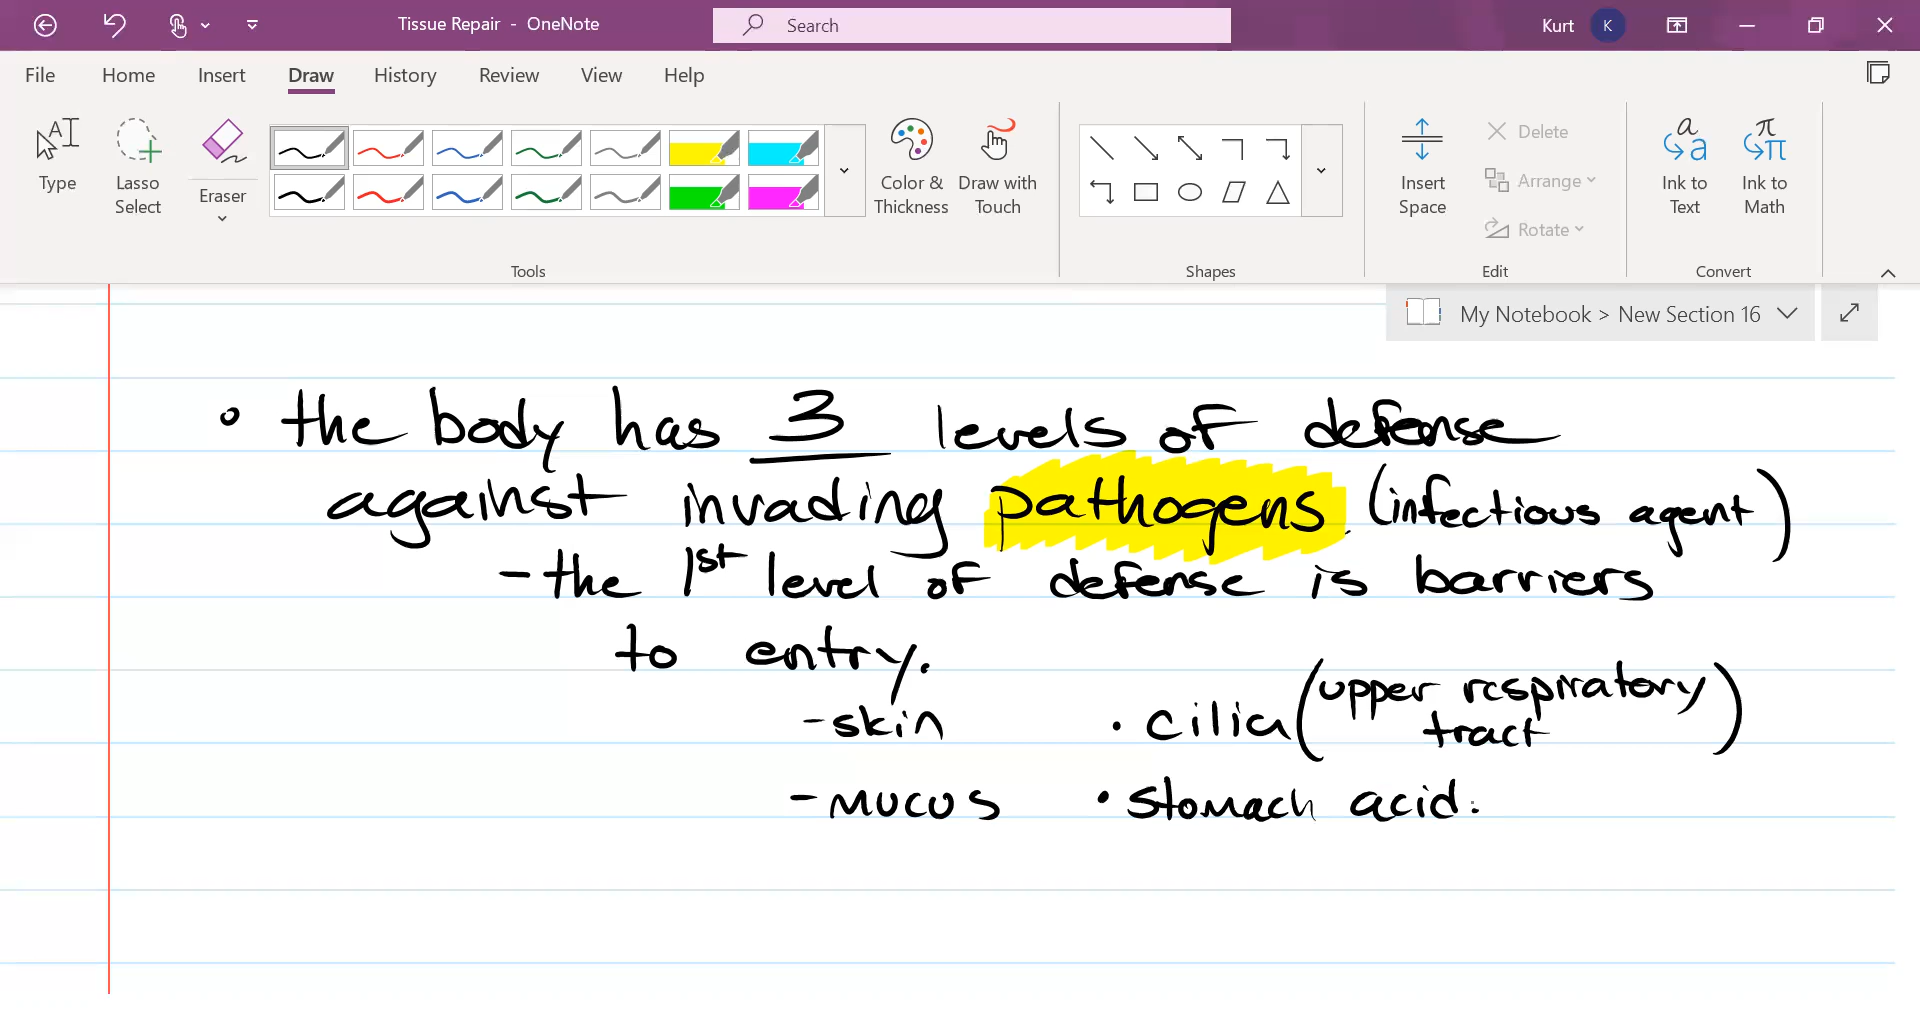 Tissue Repair - OneNote
Search
Kurt
K
File Home Insert Draw History Review View Help
Type
Lasso Select
Eraser
Color & Thickness
Draw with Touch
Insert Space
Delete
Arrange
Rotate
Ink to Text
Ink to Math
Tools
Shapes
Edit
Convert
My Notebook > New Section 16
• the body has 3 levels of defense
against invading pathogens. (infectious agent)
- the 1st level of defense is barriers
to entry.
- skin • cilia (upper respiratory tract)
- mucus • stomach acid.